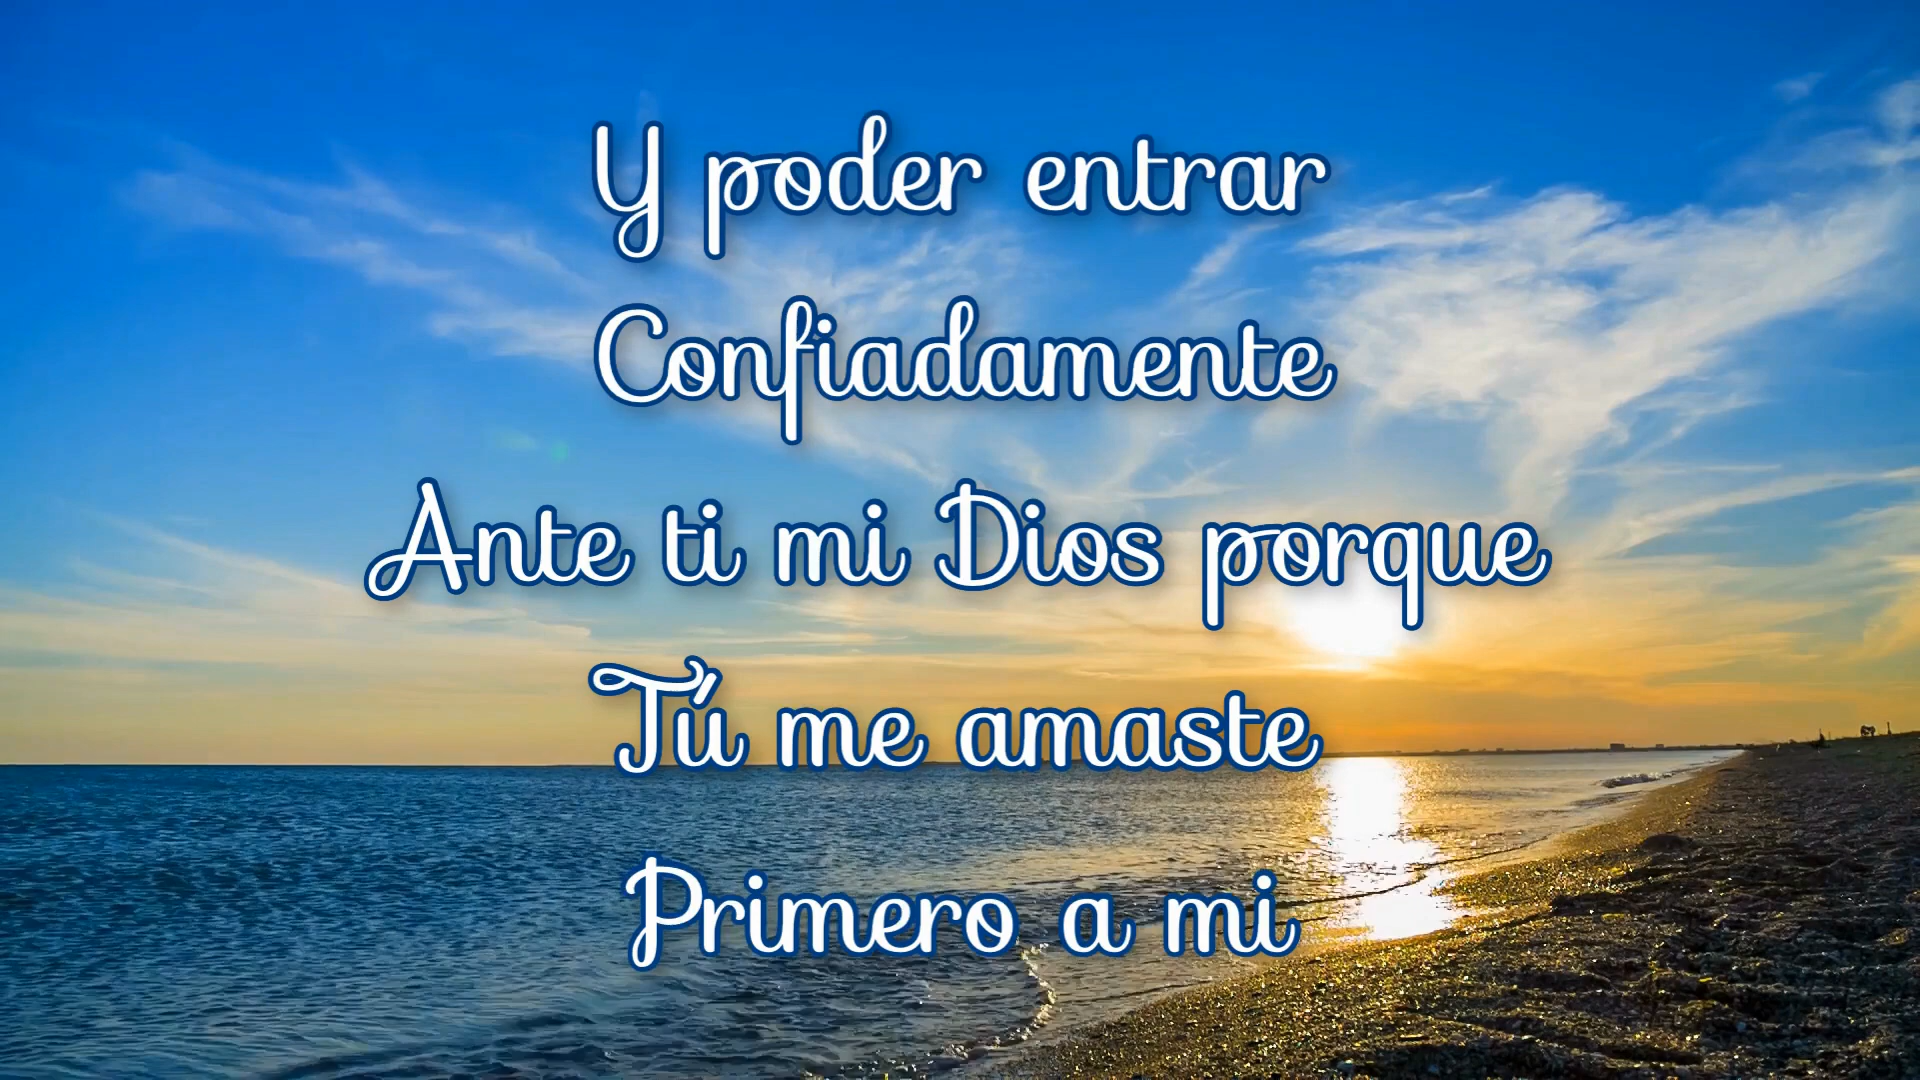 Y poder entrar
Confiadamente
Ante ti mi Dios porque
Tú me amaste
Primero a mi